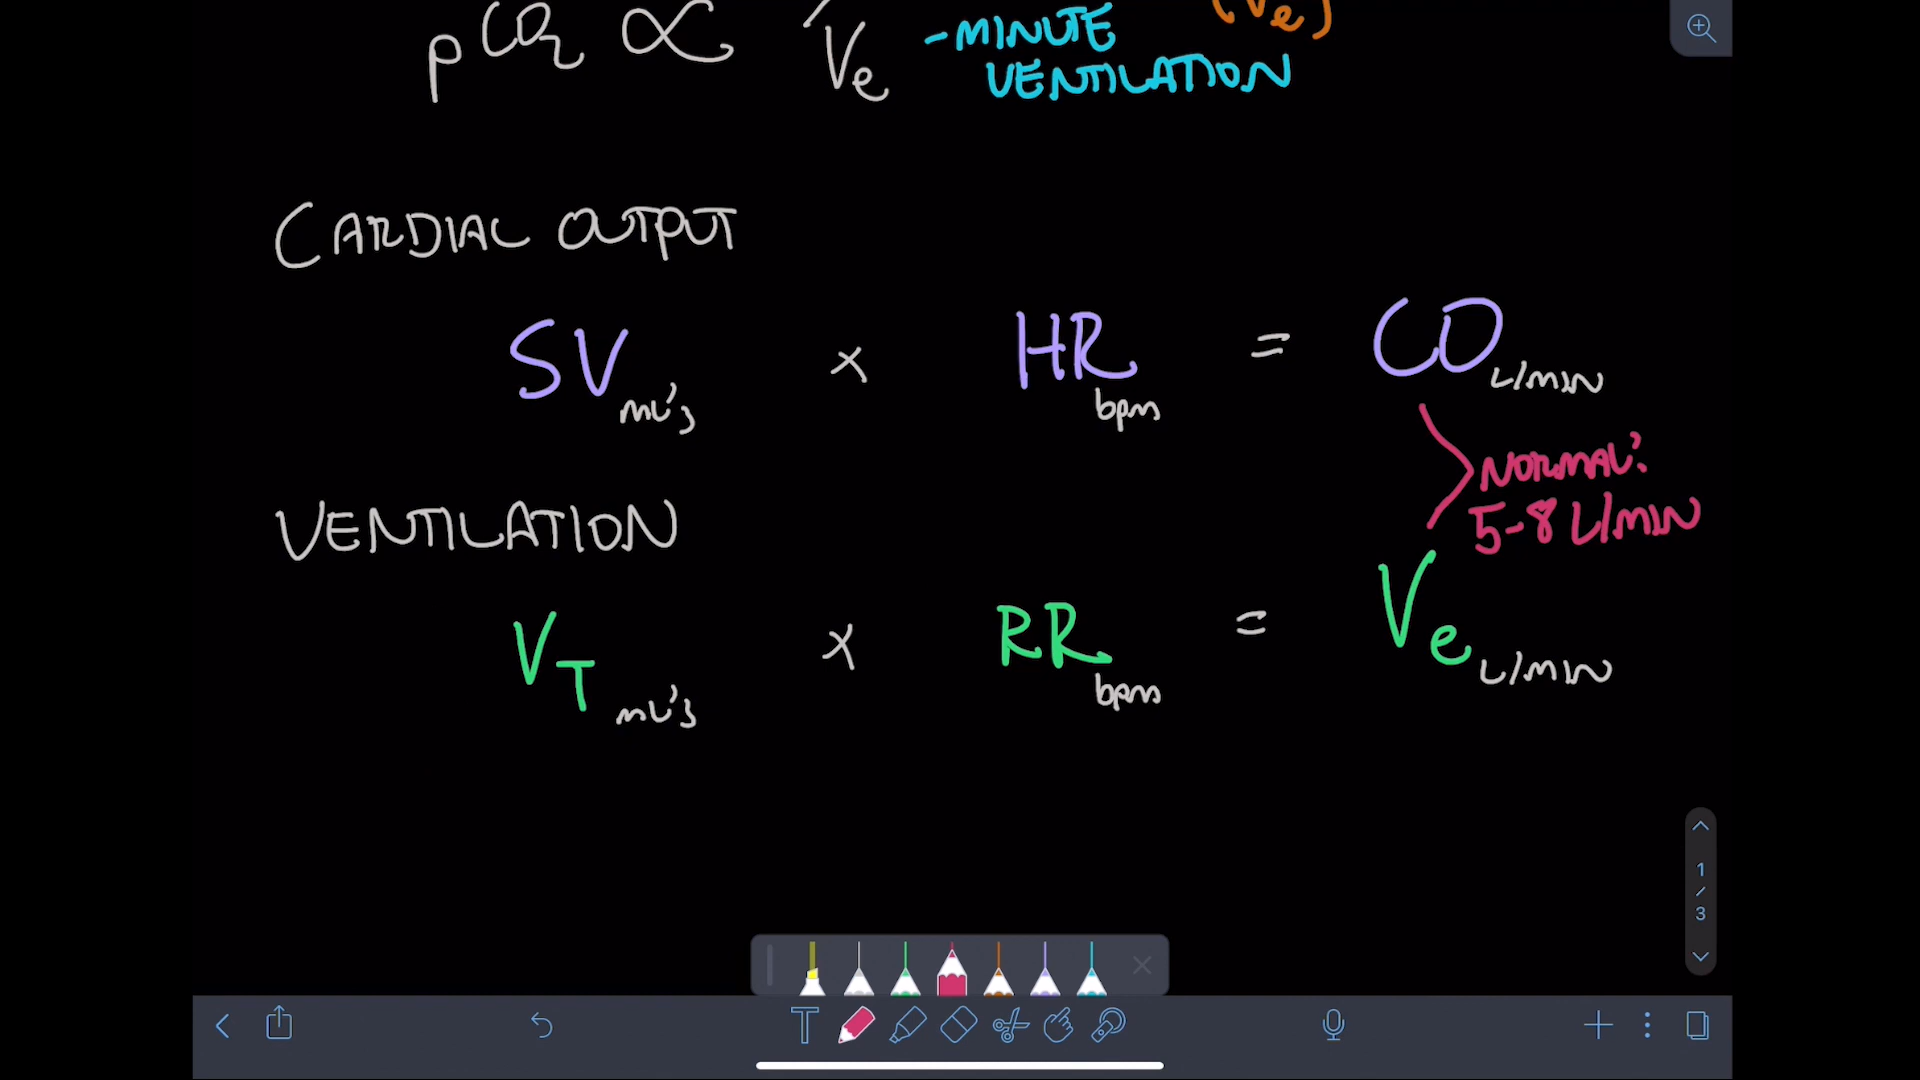 (Ve)
pCO2 ∝ Ve - MINUTE
VENTILATION
CARDIAC OUTPUT
SV mL's x HR bpm = CO L/MIN
NORMAL:
5-8 L/MIN
VENTILATION
VT mL's x RR bpm = Ve L/MIN
1
/
3
T